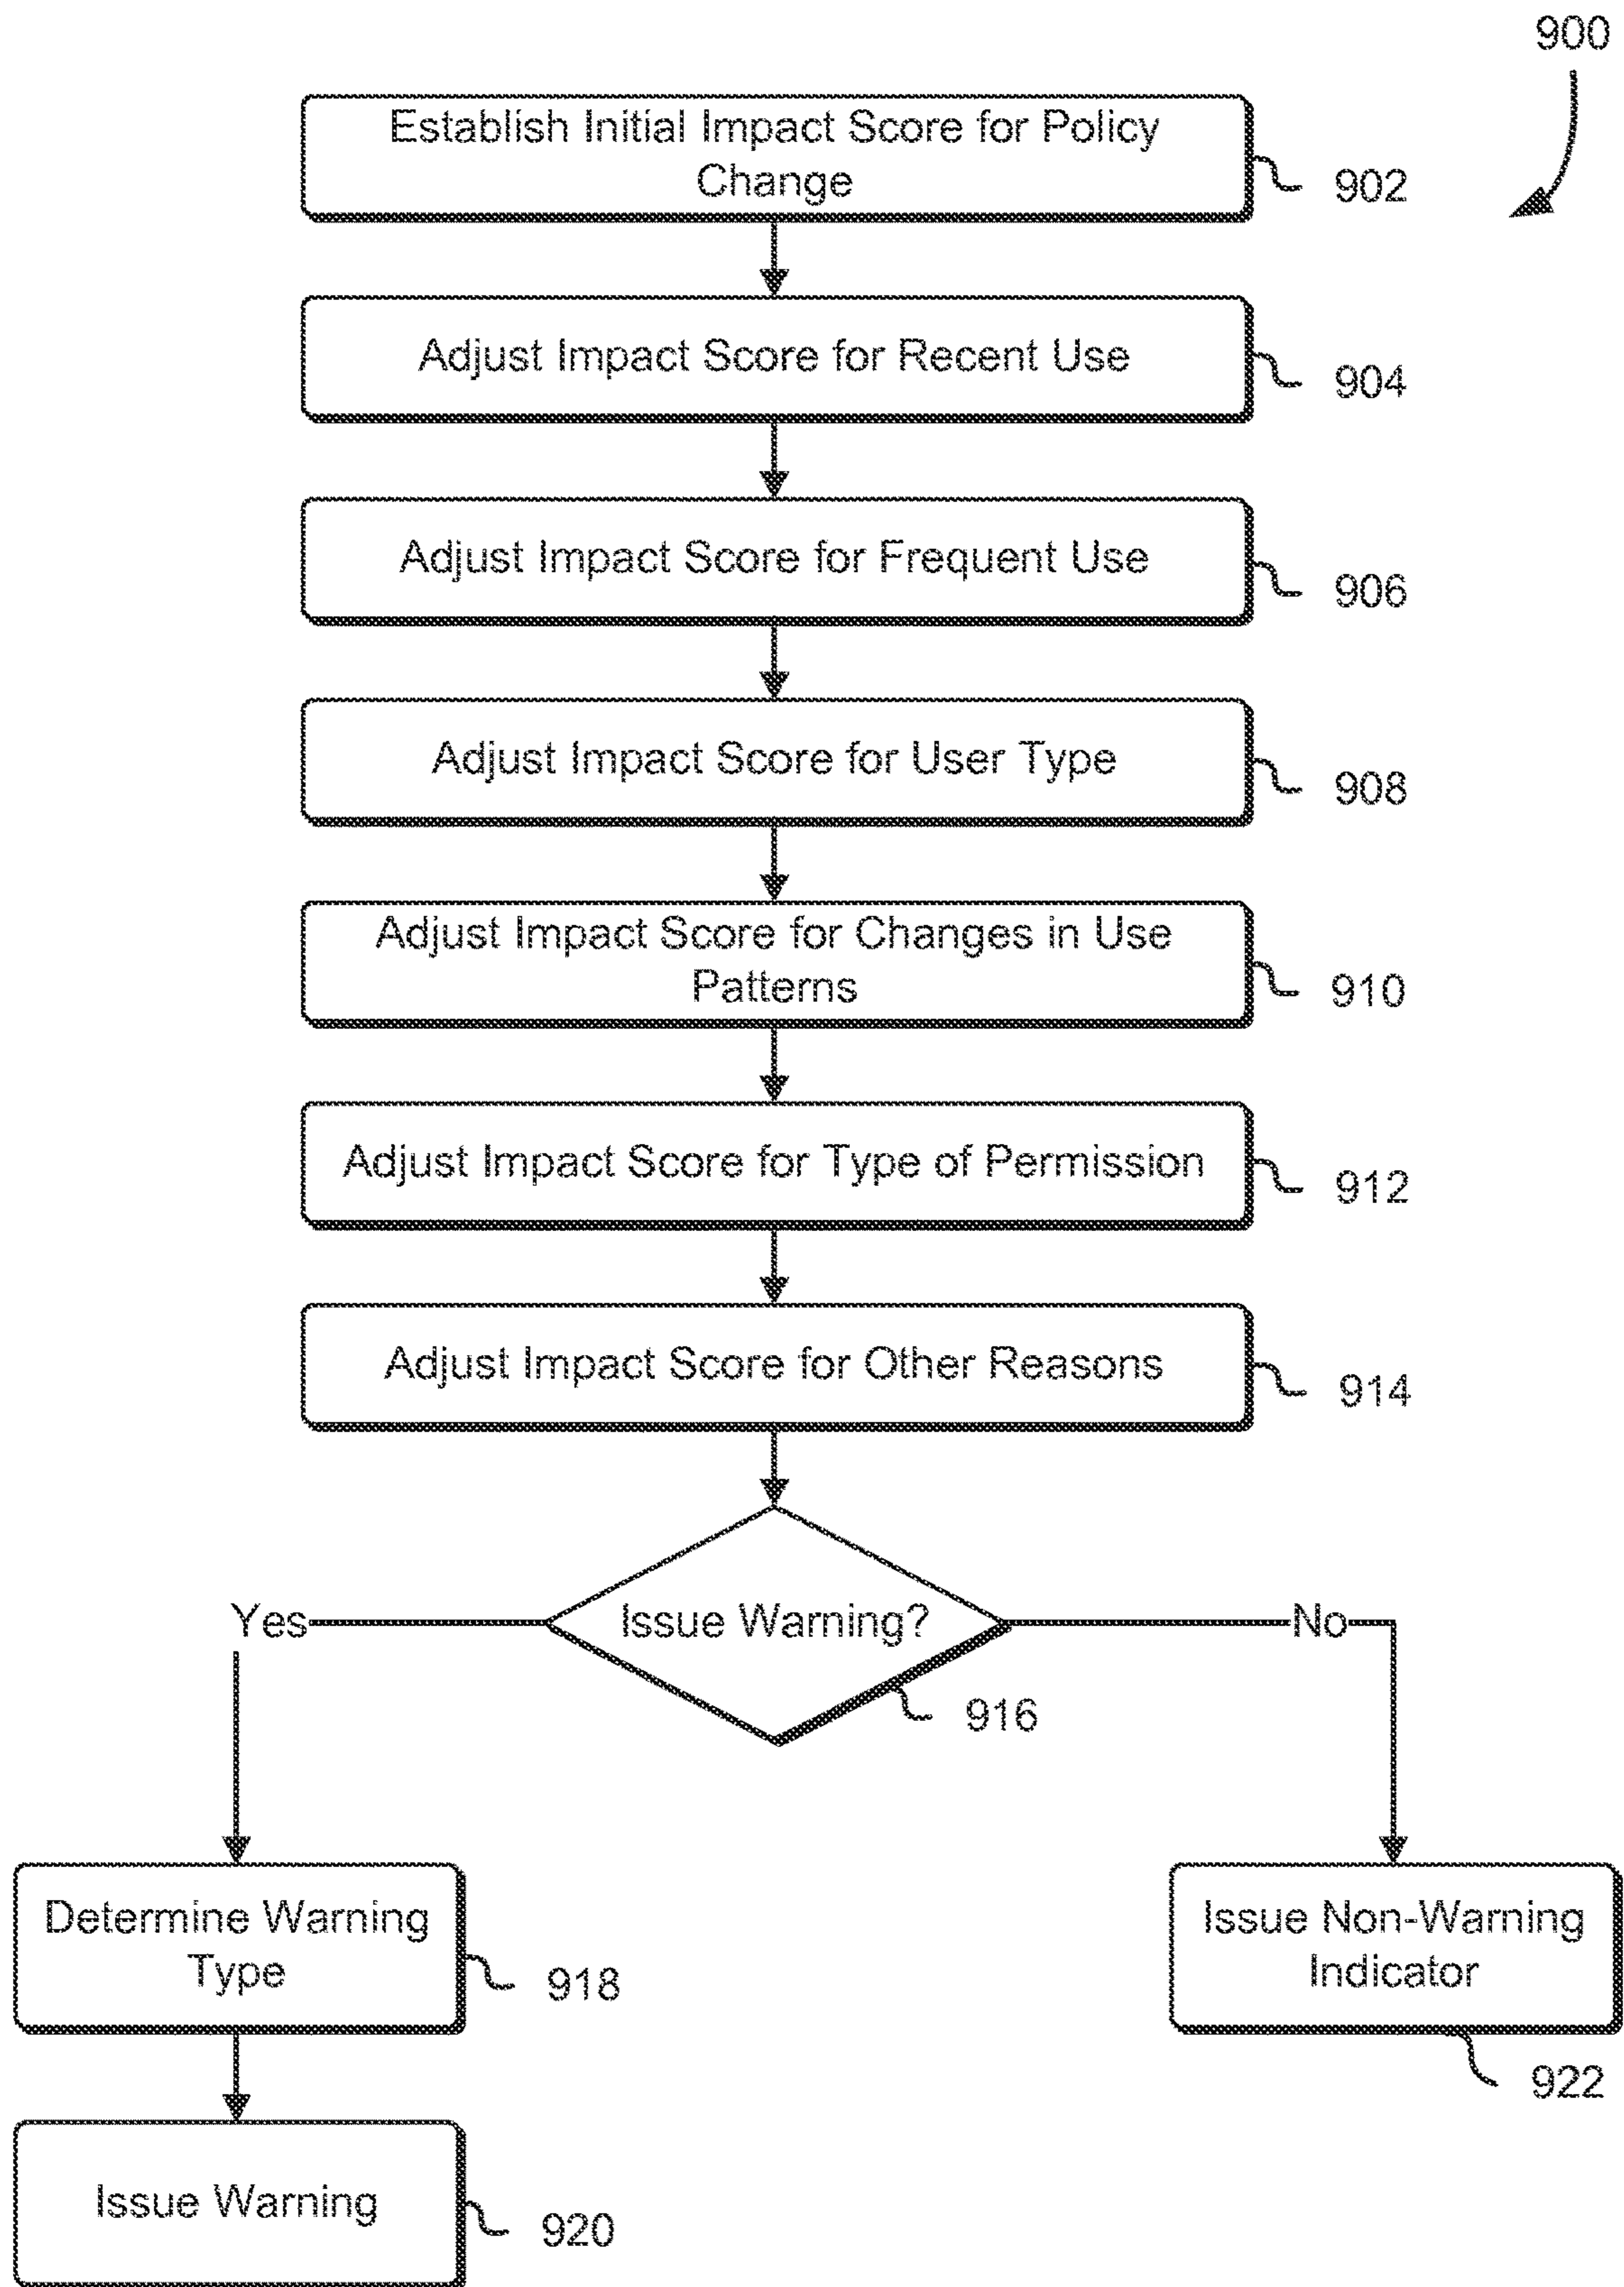 900
Establish Initial Impact Score for Policy
Change
902
Adjust Impact Score for Recent Use
904
Adjust Impact Score for Frequent Use
906
Adjust Impact Score for User Type
908
Adjust Impact Score for Changes in Use
Patterns
910
Adjust Impact Score for Type of Permission
912
Adjust Impact Score for Other Reasons
914
Yes
Issue Warning?
No
916
Determine Warning
Type
918
Issue Non-Warning
Indicator
922
Issue Warning
920